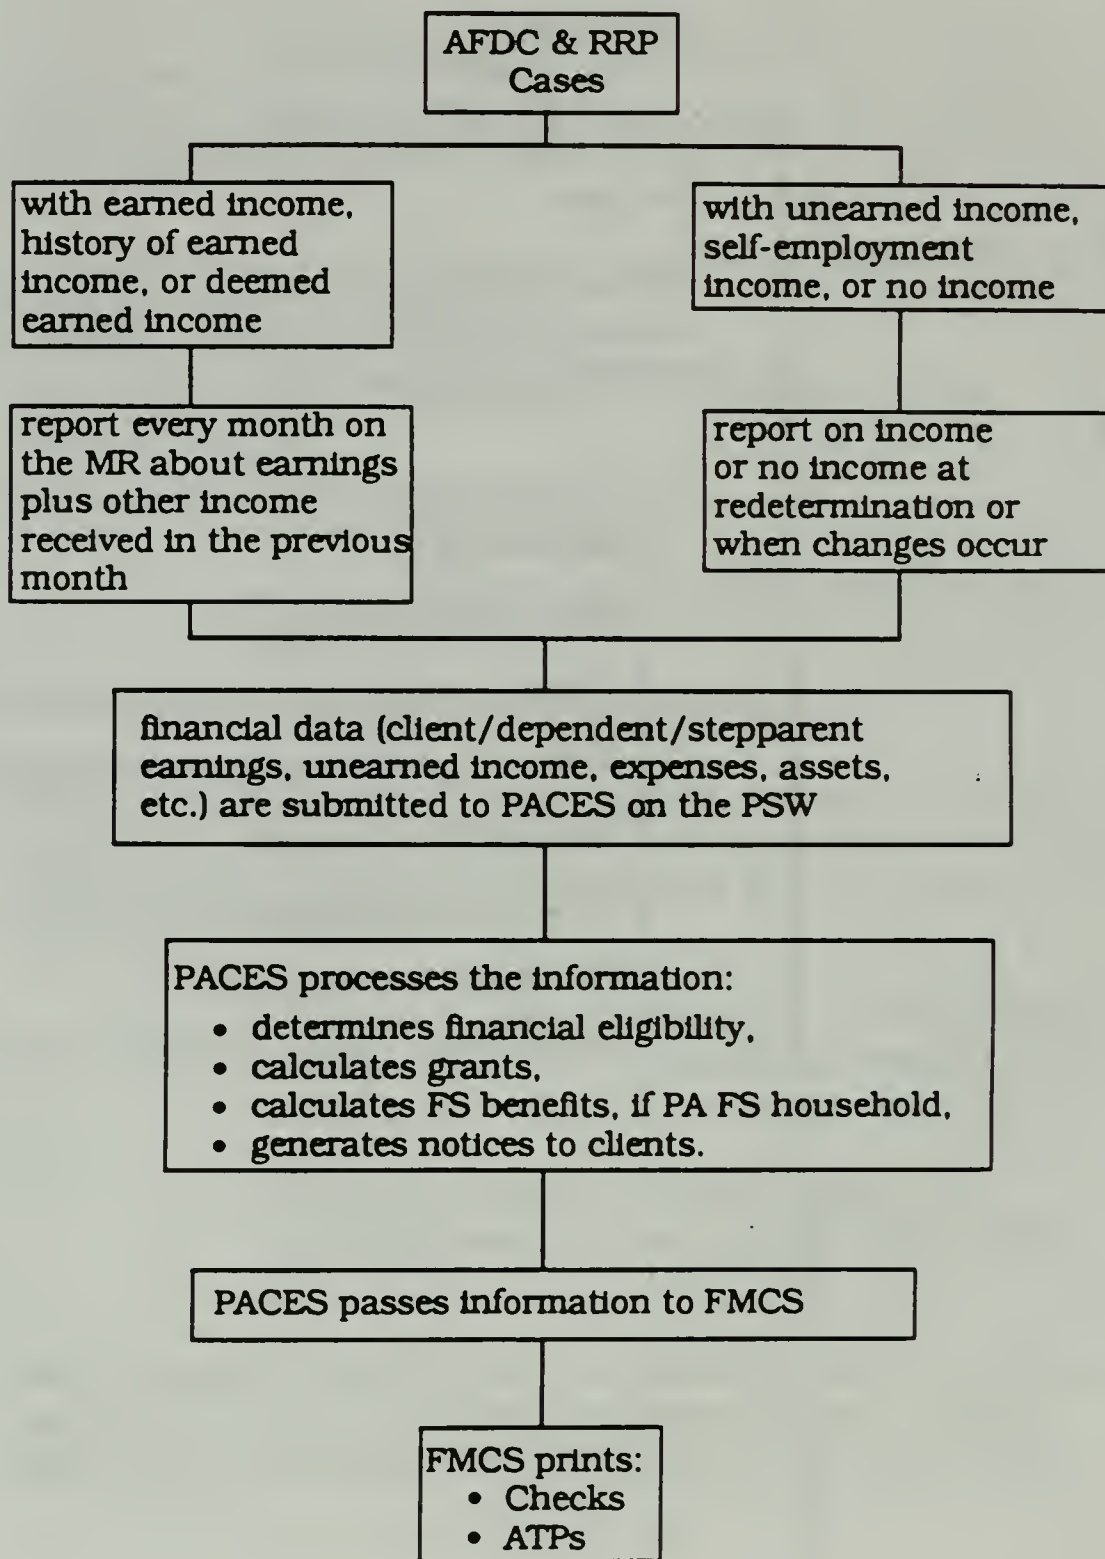 AFDC & RRP
Cases
with earned income,
history of earned
income, or deemed
earned income
with unearned income,
self-employment
income, or no income
report every month on
the MR about earnings
plus other income
received in the previous
month
report on income
or no income at
redetermination or
when changes occur
financial data (client/dependent/stepparent
earnings, unearned income, expenses, assets,
etc.) are submitted to PACES on the PSW
PACES processes the information:
• determines financial eligibility,
• calculates grants,
• calculates FS benefits, if PA FS household,
• generates notices to clients.
PACES passes information to FMCS
FMCS prints:
• Checks
• ATPs